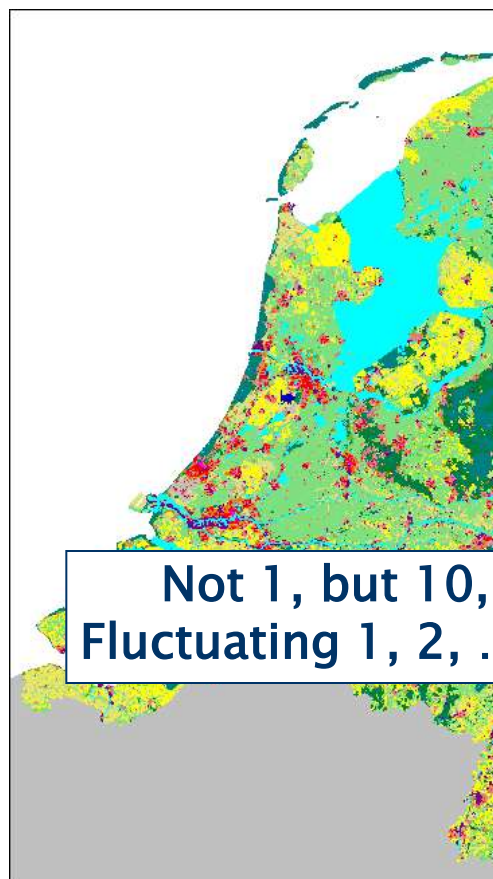 Not 1, but 10,
Fluctuating 1, 2, .